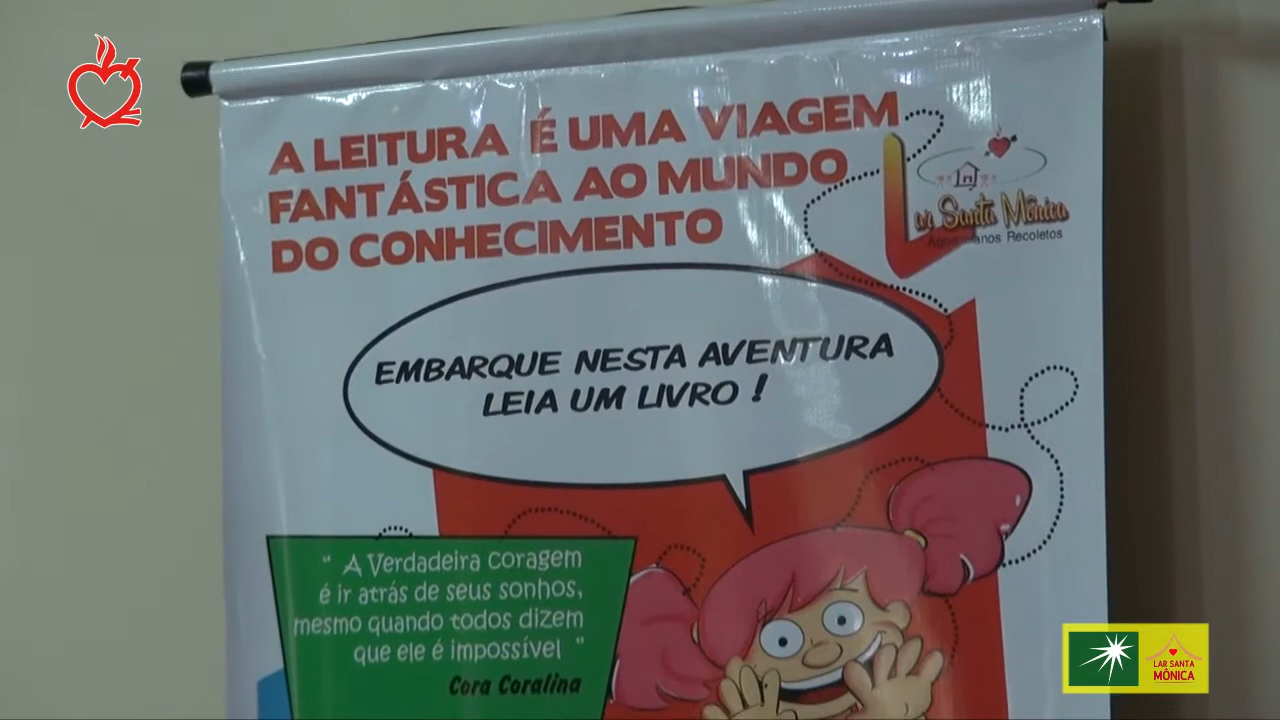 A LEITURA É UMA VIAGEM
FANTÁSTICA AO MUNDO
DO CONHECIMENTO
Lar Santa Mônica
Agostinianos Recoletos
EMBARQUE NESTA AVENTURA
LEIA UM LIVRO !
“ A Verdadeira coragem
é ir atrás de seus sonhos,
mesmo quando todos dizem
que ele é impossível ”
Cora Coralina
LAR SANTA
MÔNICA